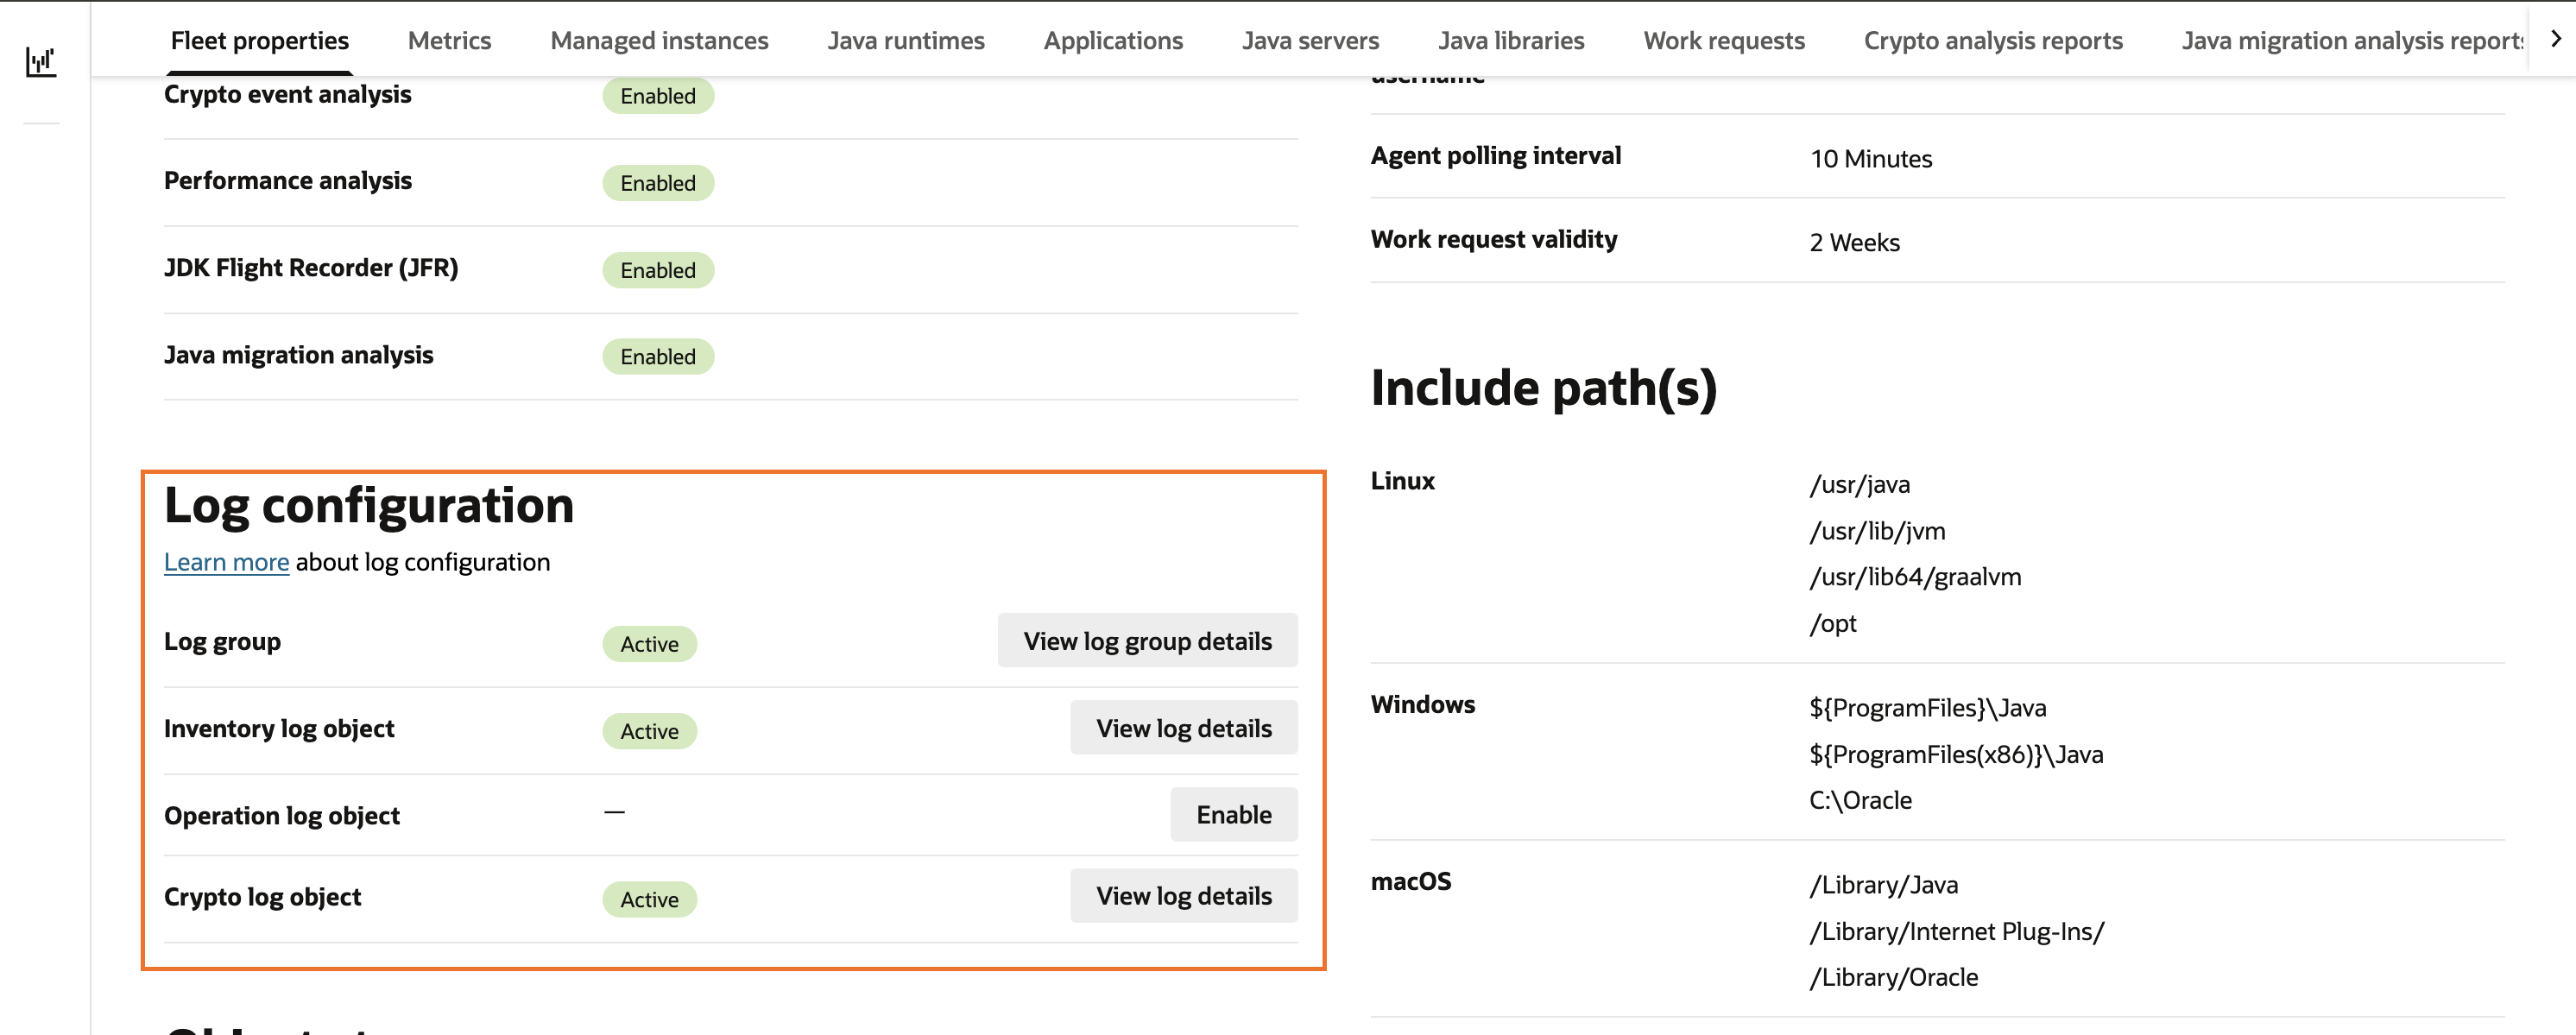 Fleet properties Metrics Managed instances Java runtimes Applications Java servers Java libraries Work requests Crypto analysis reports Java migration analysis reports
Crypto event analysis Enabled
Performance analysis Enabled
JDK Flight Recorder (JFR) Enabled
Java migration analysis Enabled
Log configuration
Learn more about log configuration
Log group Active View log group details
Inventory log object Active View log details
Operation log object — Enable
Crypto log object Active View log details
username
Agent polling interval 10 Minutes
Work request validity 2 Weeks
Include path(s)
Linux /usr/java
/usr/lib/jvm
/usr/lib64/graalvm
/opt
Windows ${ProgramFiles}\Java
${ProgramFiles(x86)}\Java
C:\Oracle
macOS /Library/Java
/Library/Internet Plug-Ins/
/Library/Oracle